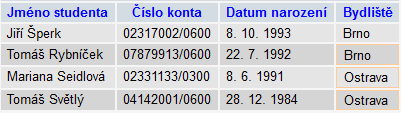 Jméno studenta Číslo konta Datum narození Bydliště
Jiří Šperk 02317002/0600 8. 10. 1993 Brno
Tomáš Rybníček 07879913/0600 22. 7. 1992 Brno
Mariana Seidlová 02331133/0300 8. 6. 1991 Ostrava
Tomáš Světlý 04142001/0600 28. 12. 1984 Ostrava